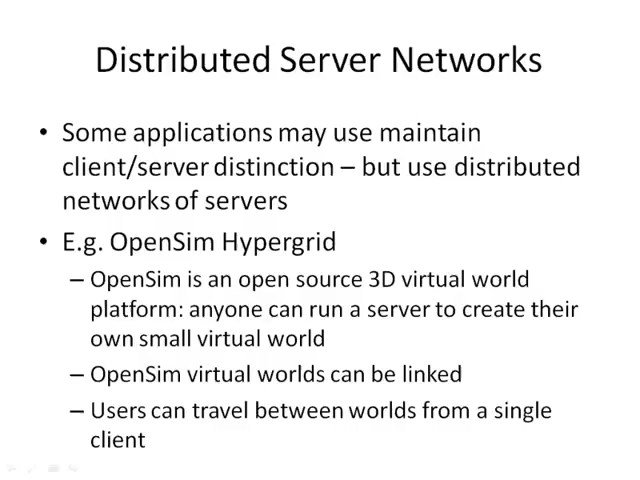 Distributed Server Networks
• Some applications may use maintain
client/server distinction – but use distributed
networks of servers
• E.g. OpenSim Hypergrid
– OpenSim is an open source 3D virtual world
platform: anyone can run a server to create their
own small virtual world
– OpenSim virtual worlds can be linked
– Users can travel between worlds from a single
client